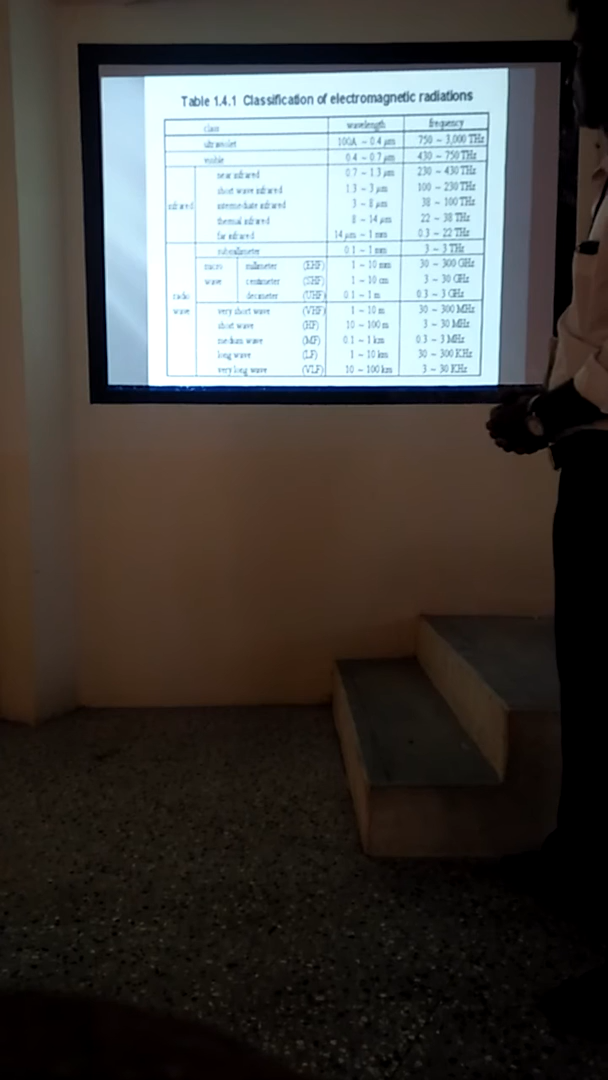 Table 1.4.1 Classification of electromagnetic radiations
class wavelength frequency
ultraviolet 100A ~ 0.4 μm 750 ~ 3,000 THz
visible 0.4 ~ 0.7 μm 430 ~ 750 THz
near infrared 0.7 ~ 1.3 μm 230 ~ 430 THz
short wave infrared 1.3 ~ 3 μm 100 ~ 230 THz
infrared intermediate infrared 3 ~ 8 μm 38 ~ 100 THz
thermal infrared 8 ~ 14 μm 22 ~ 38 THz
far infrared 14 μm ~ 1 mm 0.3 ~ 22 THz
submillimeter 0.1 ~ 1 mm 3 ~ 3 THz
micro millimeter (EHF) 1 ~ 10 mm 30 ~ 300 GHz
wave centimeter (SHF) 1 ~ 10 cm 3 ~ 30 GHz
radio decimeter (UHF) 0.1 ~ 1 m 0.3 ~ 3 GHz
wave very short wave (VHF) 1 ~ 10 m 30 ~ 300 MHz
short wave (HF) 10 ~ 100 m 3 ~ 30 MHz
medium wave (MF) 0.1 ~ 1 km 0.3 ~ 3 MHz
long wave (LF) 1 ~ 10 km 30 ~ 300 KHz
very long wave (VLF) 10 ~ 100 km 3 ~ 30 KHz